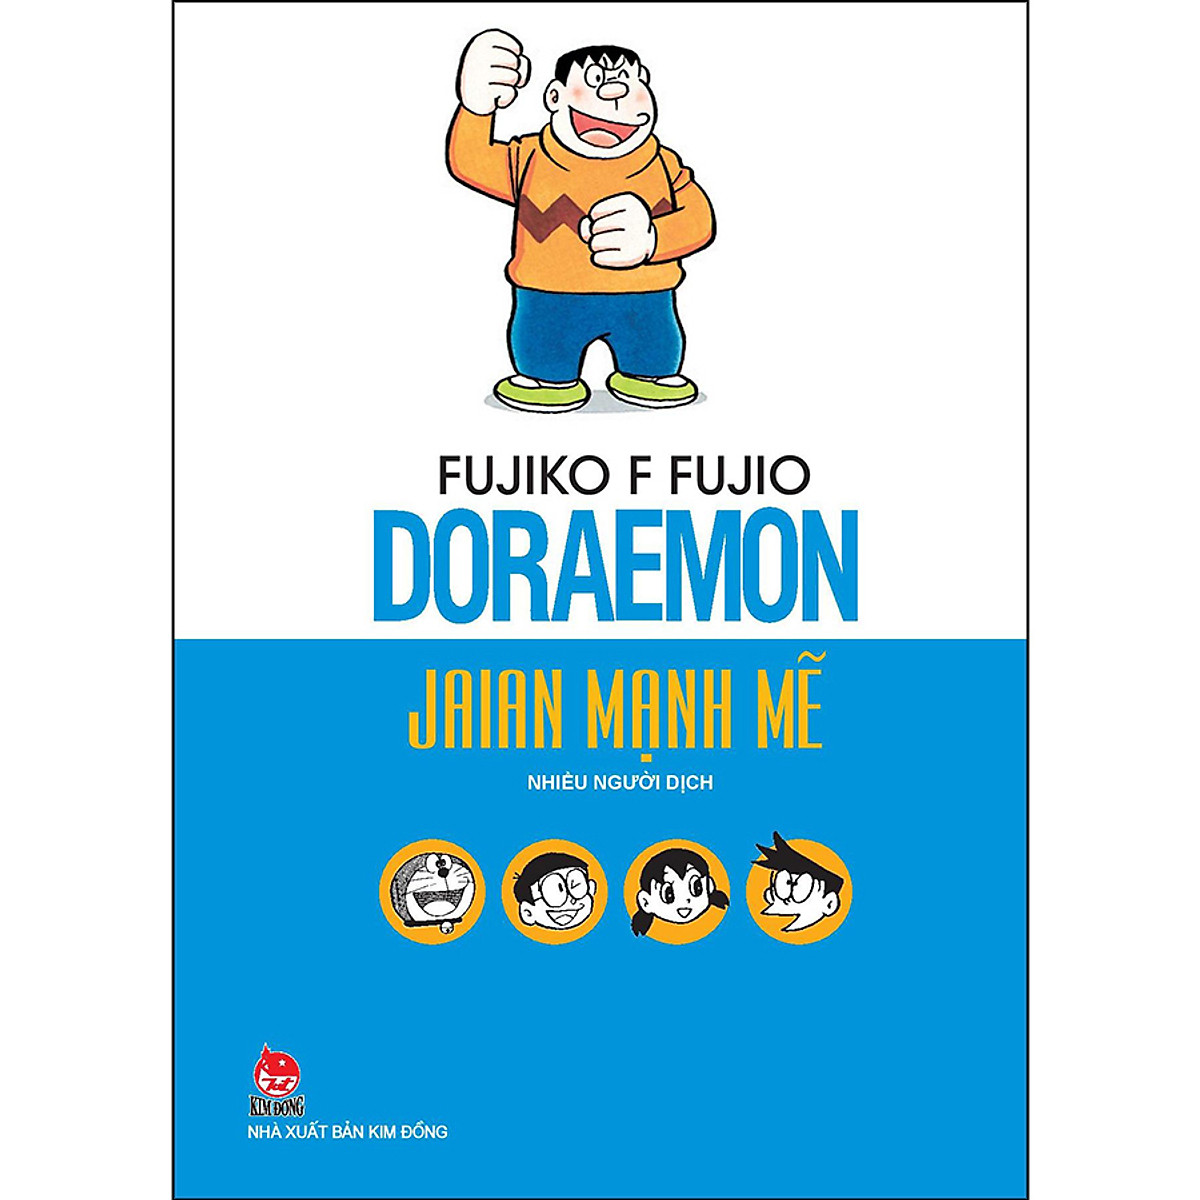 FUJIKO F FUJIO
DORAEMON
JAIAN MẠNH MẼ
NHIỀU NGƯỜI DỊCH
KIM ĐỒNG
NHÀ XUẤT BẢN KIM ĐỒNG